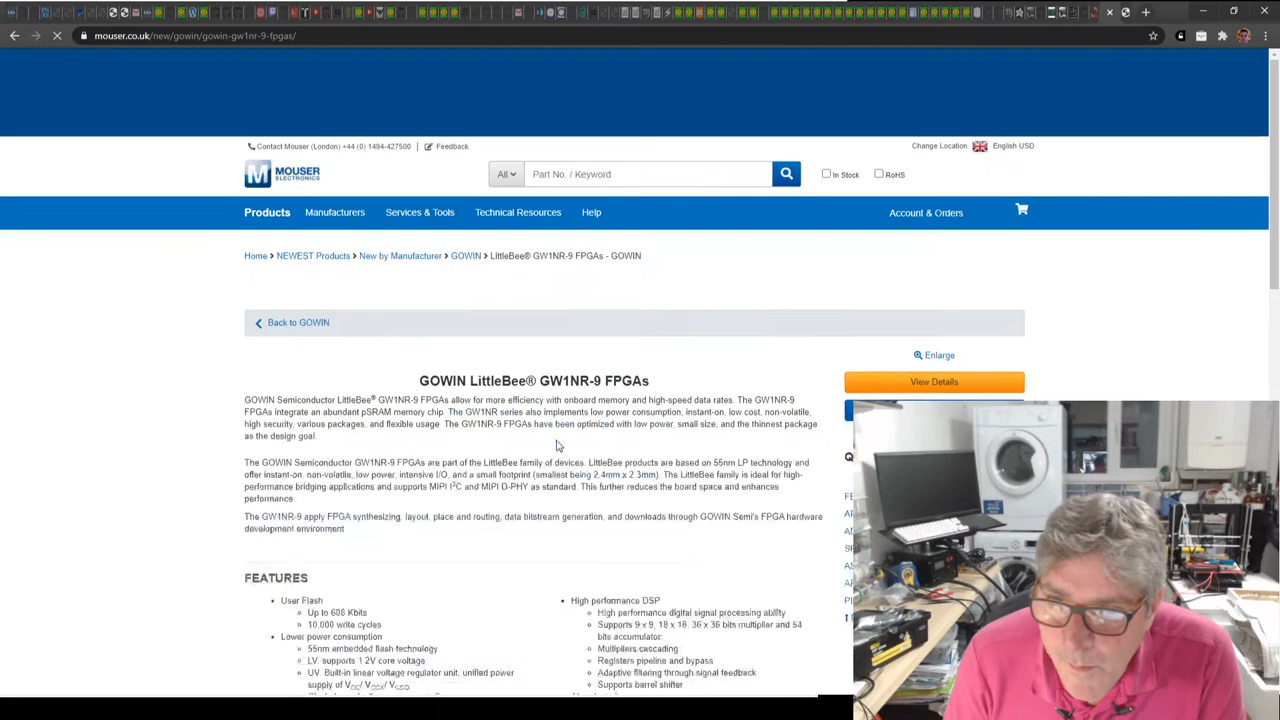 mouser.co.uk/new/gowin/gowin-gw1nr-9-fpgas/
Contact Mouser (London) +44 (0) 1494-427500 | Feedback
Change Location English USD
M MOUSER ELECTRONICS
All Part No. / Keyword In Stock RoHS
Products Manufacturers Services & Tools Technical Resources Help Account & Orders
Home > NEWEST Products > New by Manufacturer > GOWIN > LittleBee® GW1NR-9 FPGAs - GOWIN
Back to GOWIN
Enlarge
View Details
GOWIN LittleBee® GW1NR-9 FPGAs
GOWIN Semiconductor LittleBee® GW1NR-9 FPGAs allow for more efficiency with onboard memory and high-speed data rates. The GW1NR-9
FPGAs integrate an abundant pSRAM memory chip. The GW1NR series also implements low power consumption, instant-on, low cost, non-volatile,
high security, various packages, and flexible usage. The GW1NR-9 FPGAs have been optimized with low power, small size, and the thinnest package
as the design goal.
The GOWIN Semiconductor GW1NR-9 FPGAs are part of the LittleBee family of devices. LittleBee products are based on 55nm LP technology and
offer instant-on, non-volatile, low power, intensive I/O, and a small footprint (smallest being 2.4mm x 2.3mm). The LittleBee family is ideal for high-
performance bridging applications and supports MIPI I³C and MIPI D-PHY as standard. This further reduces the board space and enhances
performance
The GW1NR-9 apply FPGA synthesizing, layout, place and routing, data bitstream generation, and downloads through GOWIN Semi's FPGA hardware
development environment
FEATURES
User Flash
Up to 608 Kbits
10,000 write cycles
Lower power consumption
55nm embedded flash technology
LV: supports 1.2V core voltage
UV: Built-in linear voltage regulator unit, unified power
supply of
High performance DSP
High performance digital signal processing ability
Supports 9 x 9, 18 x 18, 36 x 36 bits multiplier and 54
bits accumulator.
Multipliers cascading
Registers pipeline and bypass
Adaptive filtering through signal feedback
Supports barrel shifter